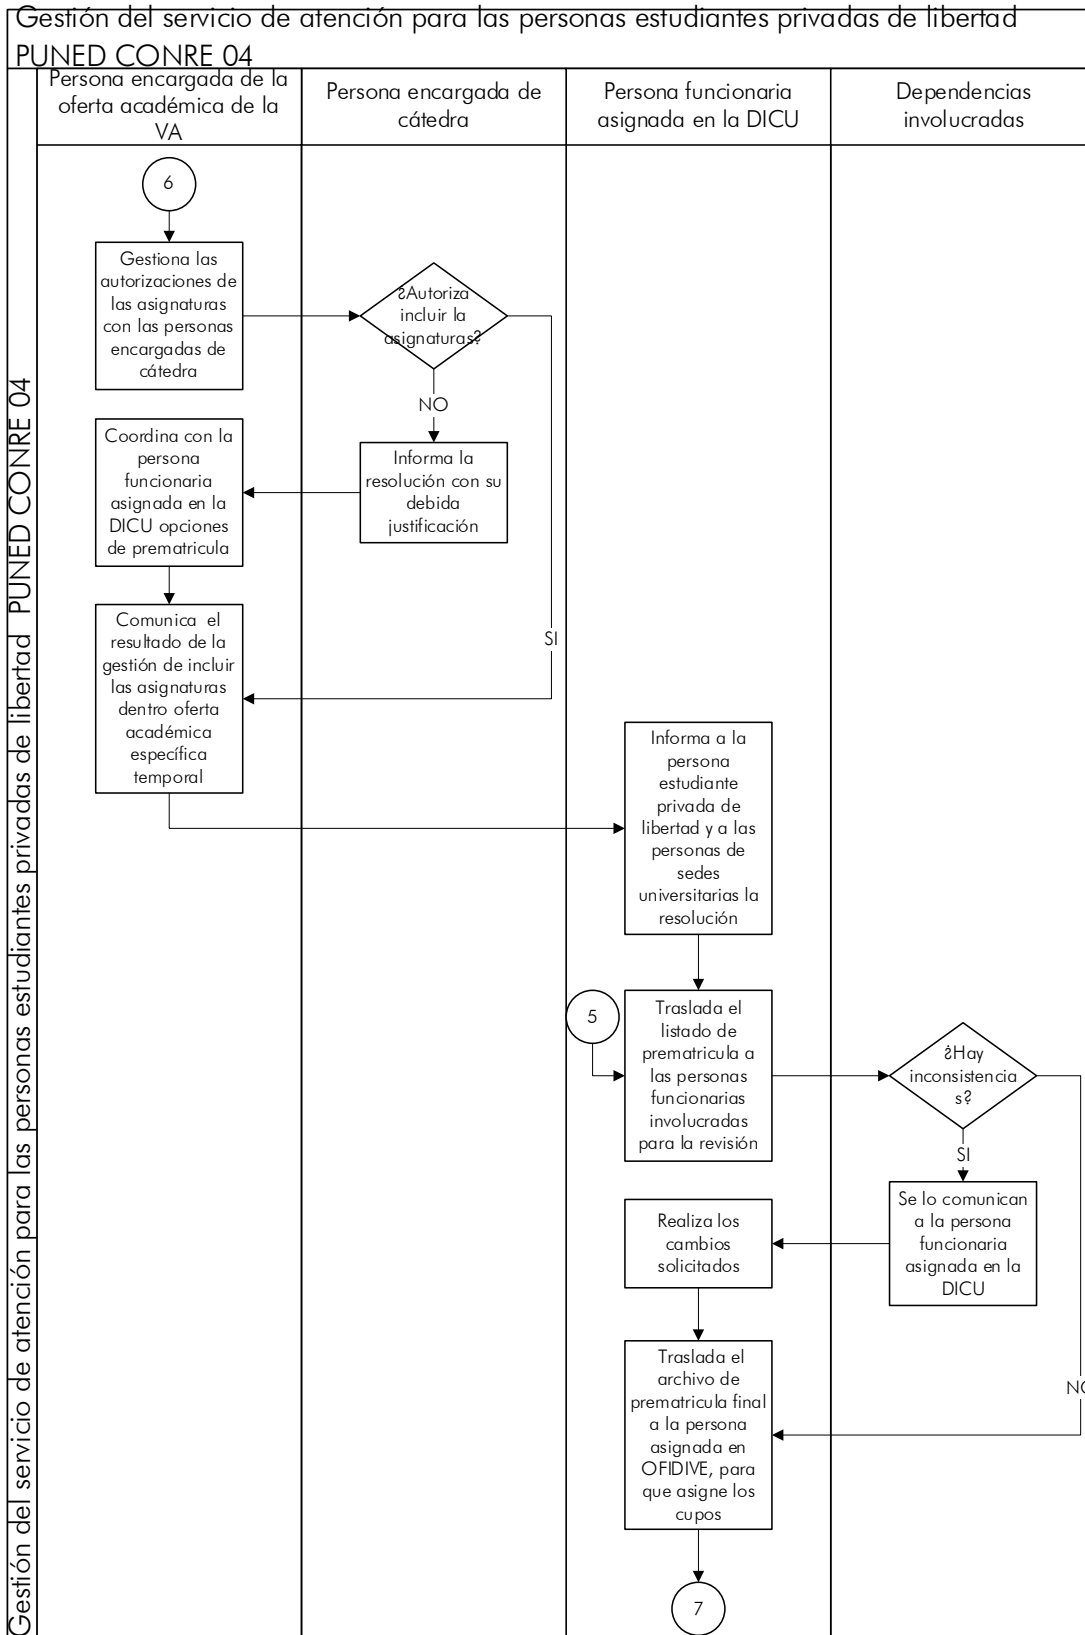 Gestión del servicio de atención para las personas estudiantes privadas de libertad
PUNED CONRE 04
Gestión del servicio de atención para las personas estudiantes privadas de libertad PUNED CONRE 04
Persona encargada de la
oferta académica de la
VA
Persona encargada de
cátedra
Persona funcionaria
asignada en la DICU
Dependencias
involucradas
6
Gestiona las
autorizaciones de
las asignaturas
con las personas
encargadas de
cátedra
¿Autoriza
incluir la
asignaturas?
NO
Informa la
resolución con su
debida
justificación
Coordina con la
persona
funcionaria
asignada en la
DICU opciones
de prematricula
SI
Comunica el
resultado de la
gestión de incluir
las asignaturas
dentro oferta
académica
específica
temporal
Informa a la
persona
estudiante
privada de
libertad y a las
personas de
sedes
universitarias la
resolución
5
Traslada el
listado de
prematricula a
las personas
funcionarias
involucradas
para la revisión
¿Hay
inconsistencia
s?
SI
Se lo comunican
a la persona
funcionaria
asignada en la
DICU
Realiza los
cambios
solicitados
NO
Traslada el
archivo de
prematricula final
a la persona
asignada en
OFIDIVE, para
que asigne los
cupos
7